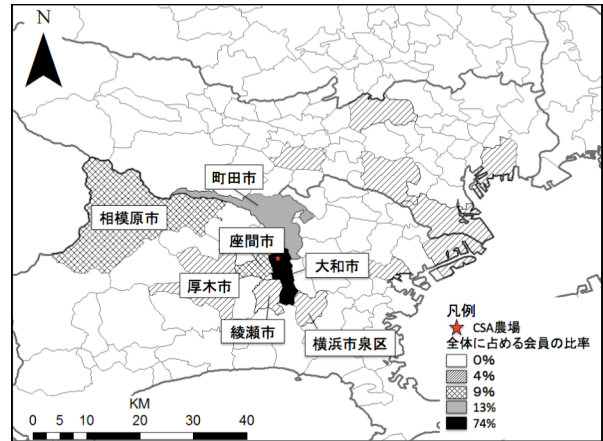 N
町田市
相模原市
座間市
大和市
厚木市
綾瀬市
横浜市泉区
凡例
CSA農場
全体に占める会員の比率
0%
4%
9%
13%
74%
KM
0 5 10 20 30 40